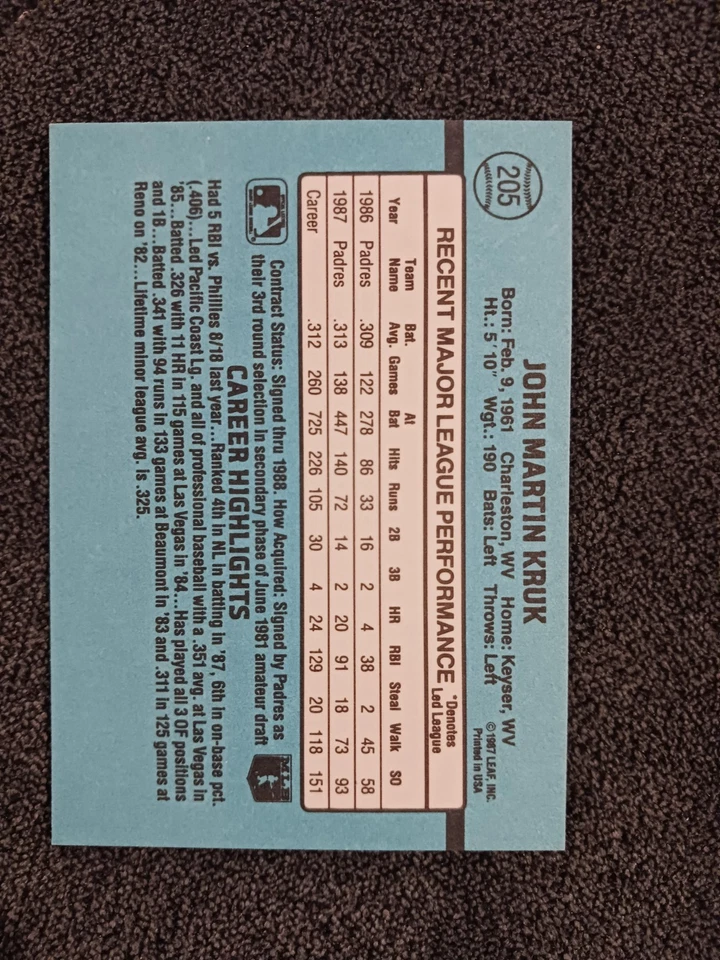 205
JOHN MARTIN KRUK
Born: Feb. 9, 1961 Charleston, WV Home: Keyser, WV
Ht.: 5'10" Wgt.: 190 Bats: Left Throws: Left
©1987 LEAF, INC.
Printed in USA
RECENT MAJOR LEAGUE PERFORMANCE
*Denotes
Led League
Year Team Name Bat. Avg. Games At Bat Hits Runs 2B 3B HR RBI Steal Walk SO
1986 Padres .309 122 278 86 33 16 2 4 38 2 45 58
1987 Padres .313 138 447 140 72 14 2 20 91 18 73 93
Career .312 260 725 226 105 30 4 24 129 20 118 151
Contract Status: Signed thru 1988. How Acquired: Signed by Padres as
their 3rd round selection in secondary phase of June 1981 amateur draft
MLB
CAREER HIGHLIGHTS
Had 5 RBI vs. Phillies 8/18 last year...Ranked 4th in NL in batting in '87, 6th in on-base pct.
(.406)...Led Pacific Coast Lg. and all of professional baseball with a .351 avg. at Las Vegas in
'85...Batted .326 with 11 HR in 115 games at Las Vegas in '84...Has played all 3 OF positions
and 1B...Batted .341 with 94 runs in 133 games at Beaumont in '83 and .311 in 125 games at
Reno on '82...Lifetime minor league avg. is .325.